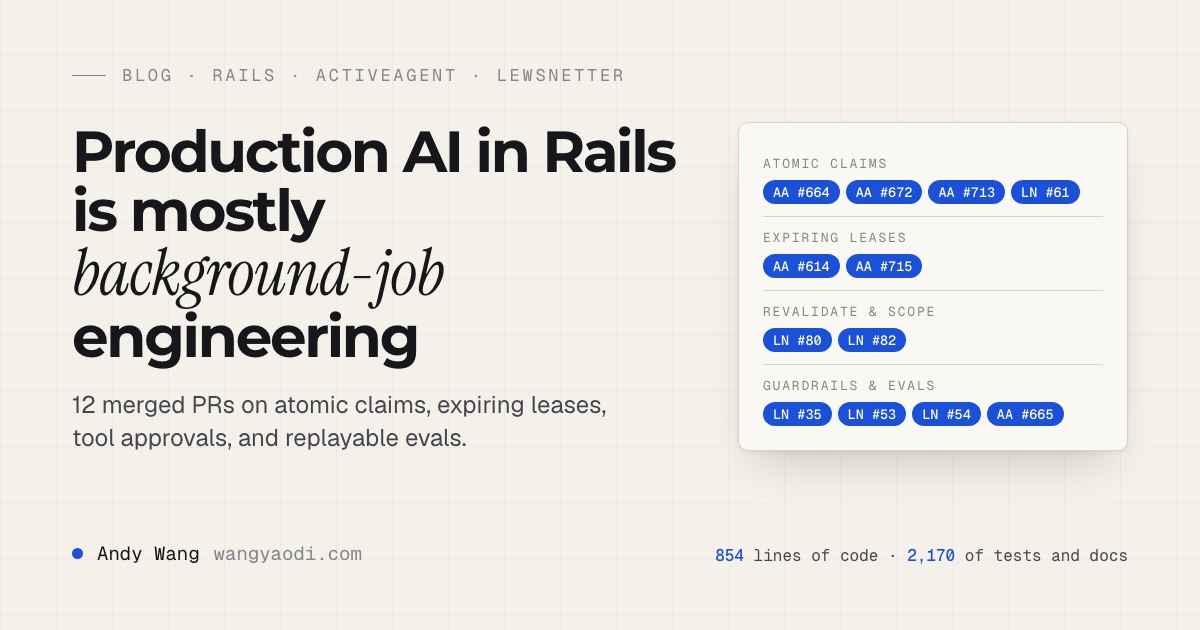 BLOG · RAILS · ACTIVEAGENT · LEWSNETTER
Production AI in Rails
is mostly
background-job
engineering
12 merged PRs on atomic claims, expiring leases,
tool approvals, and replayable evals.
ATOMIC CLAIMS
AA #664 AA #672 AA #713 LN #61
EXPIRING LEASES
AA #614 AA #715
REVALIDATE & SCOPE
LN #80 LN #82
GUARDRAILS & EVALS
LN #35 LN #53 LN #54 AA #665
Andy Wang wangyaodi.com
854 lines of code · 2,170 of tests and docs